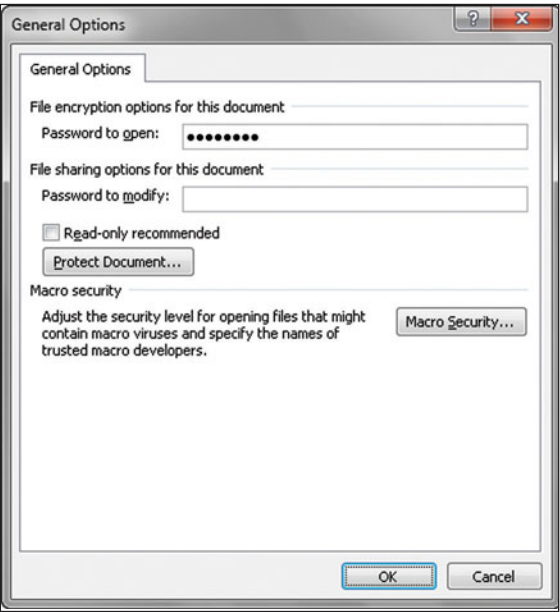 General Options
General Options
File encryption options for this document
Password to open: ●●●●●●●●
File sharing options for this document
Password to modify:
Read-only recommended
Protect Document...
Macro security
Adjust the security level for opening files that might
contain macro viruses and specify the names of
trusted macro developers.
Macro Security...
OK Cancel